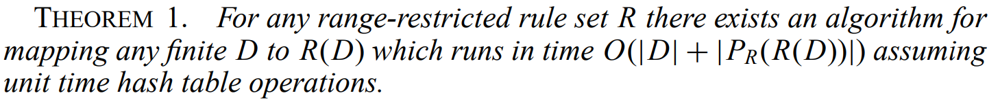 THEOREM 1. For any range-restricted rule set R there exists an algorithm for
mapping any finite D to R(D) which runs in time O(|D| + |P_R(R(D))|) assuming
unit time hash table operations.